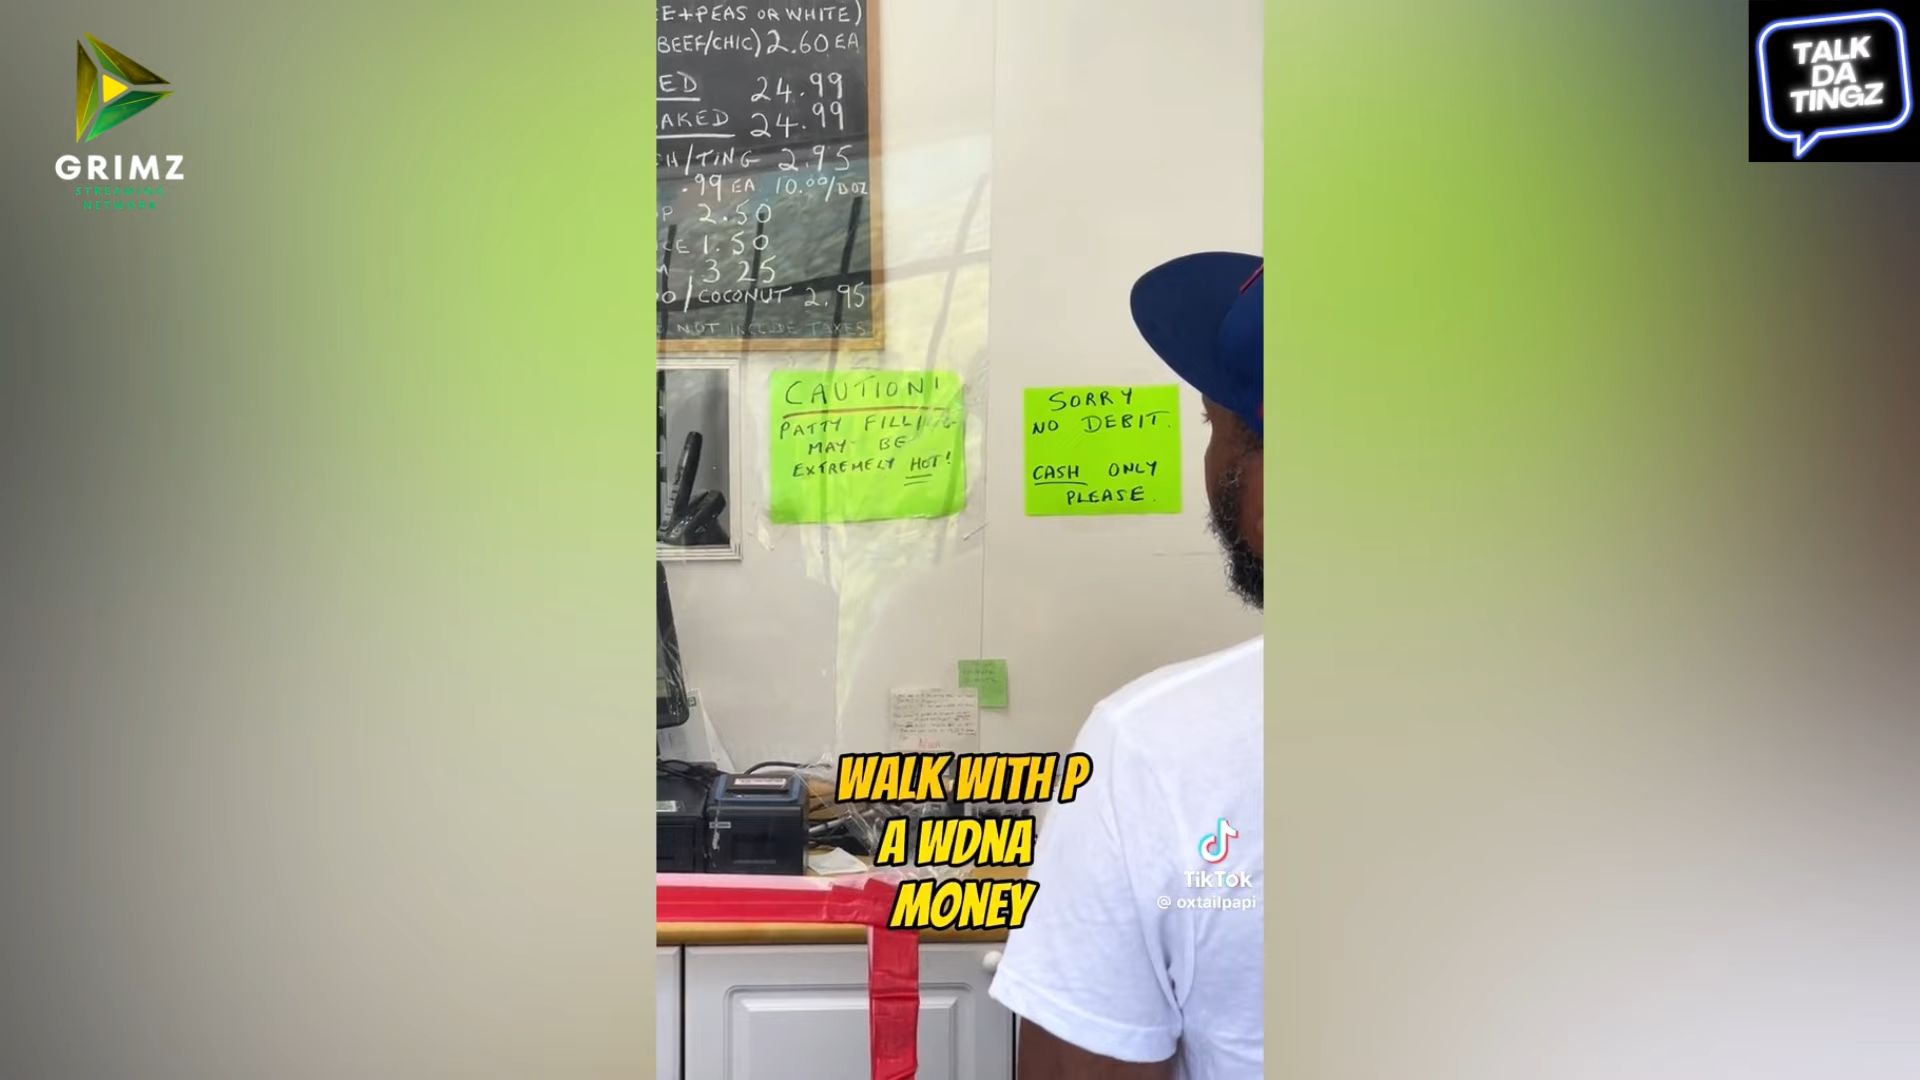 GRIMZ
STREAMING
NETWORK
TALK
DA
TINGZ
E+PEAS OR WHITE)
BEEF/CHIC) 2.60 EA
ED 24.99
AKED 24.99
H/TING 2.95
.99 EA 10.00/DOZ
P 2.50
CE 1.50
M 3 25
O/COCONUT 2.95
NOT INCLUDE TAXES
CAUTION!
PATTY FILLING
MAY BE
EXTREMELY HOT!
SORRY
NO DEBIT.
CASH ONLY
PLEASE.
WALK WITH P
A WDNA
MONEY
TikTok
@ oxtailpapi